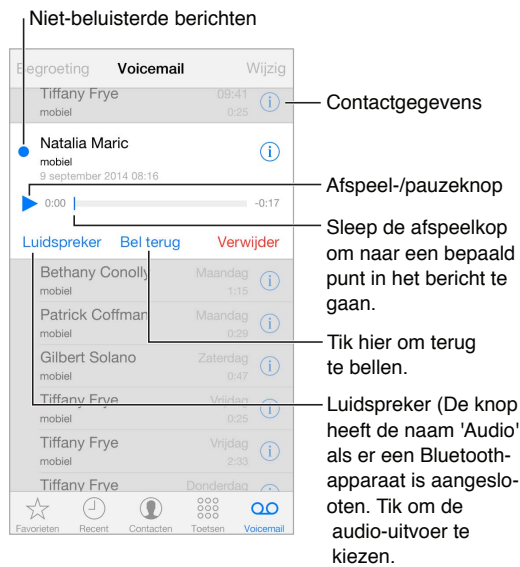 Niet-beluisterde berichten
Begroeting Voicemail Wijzig
Tiffany Frye 09:41
mobiel 0:25
Contactgegevens
Natalia Maric
mobiel
9 september 2014 08:16
Afspeel-/pauzeknop
0:00 -0:17
Sleep de afspeelkop
om naar een bepaald
punt in het bericht te
gaan.
Luidspreker Bel terug Verwijder
Bethany Conolly Maandag
mobiel 1:15
Patrick Coffman Maandag
mobiel 0:29
Tik hier om terug
te bellen.
Gilbert Solano Zaterdag
mobiel 0:47
Tiffany Frye Vrijdag
mobiel 0:25
Luidspreker (De knop
heeft de naam 'Audio'
als er een Bluetooth-
apparaat is aangeslo-
oten. Tik om de
audio-uitvoer te
kiezen.
Tiffany Frye Vrijdag
mobiel 2:33
Tiffany Frye Donderdag
Favorieten Recent Contacten Toetsen Voicemail